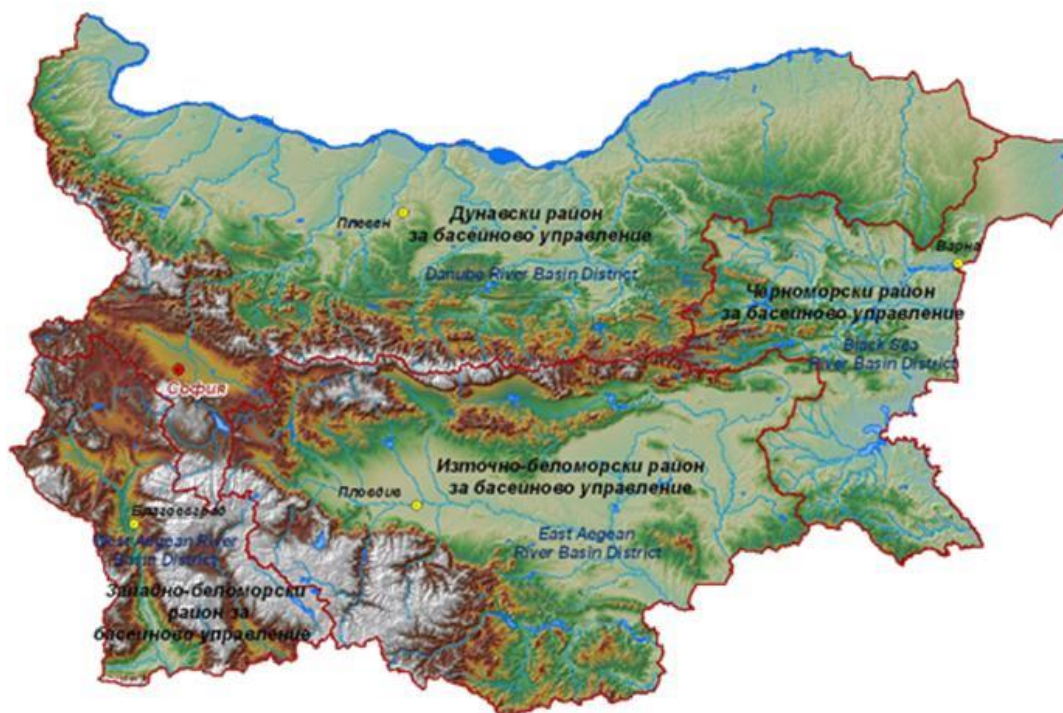 Плевен
Дунавски район
за басейново управление
Danube River Basin District
Варна
Черноморски район
за басейново управление
Black Sea
River Basin District
София
Източно-беломорски район
за басейново управление
Пловдив
East Aegean
River Basin District
Благоевград
West Aegean River
Basin District
Западно-беломорски
район за
басейново управление